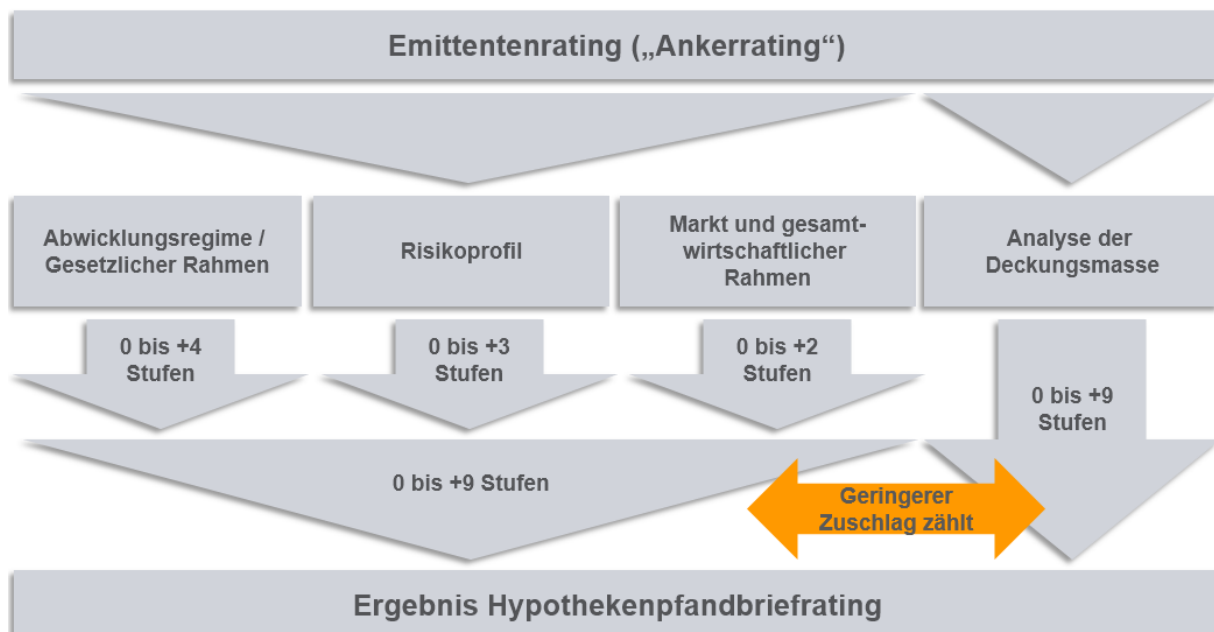 Emittentenrating („Ankerrating“)
Abwicklungsregime /
Gesetzlicher Rahmen
Risikoprofil
Markt und gesamt-
wirtschaftlicher
Rahmen
Analyse der
Deckungsmasse
0 bis +4
Stufen
0 bis +3
Stufen
0 bis +2
Stufen
0 bis +9
Stufen
0 bis +9 Stufen
Geringerer
Zuschlag zählt
Ergebnis Hypothekenpfandbriefrating